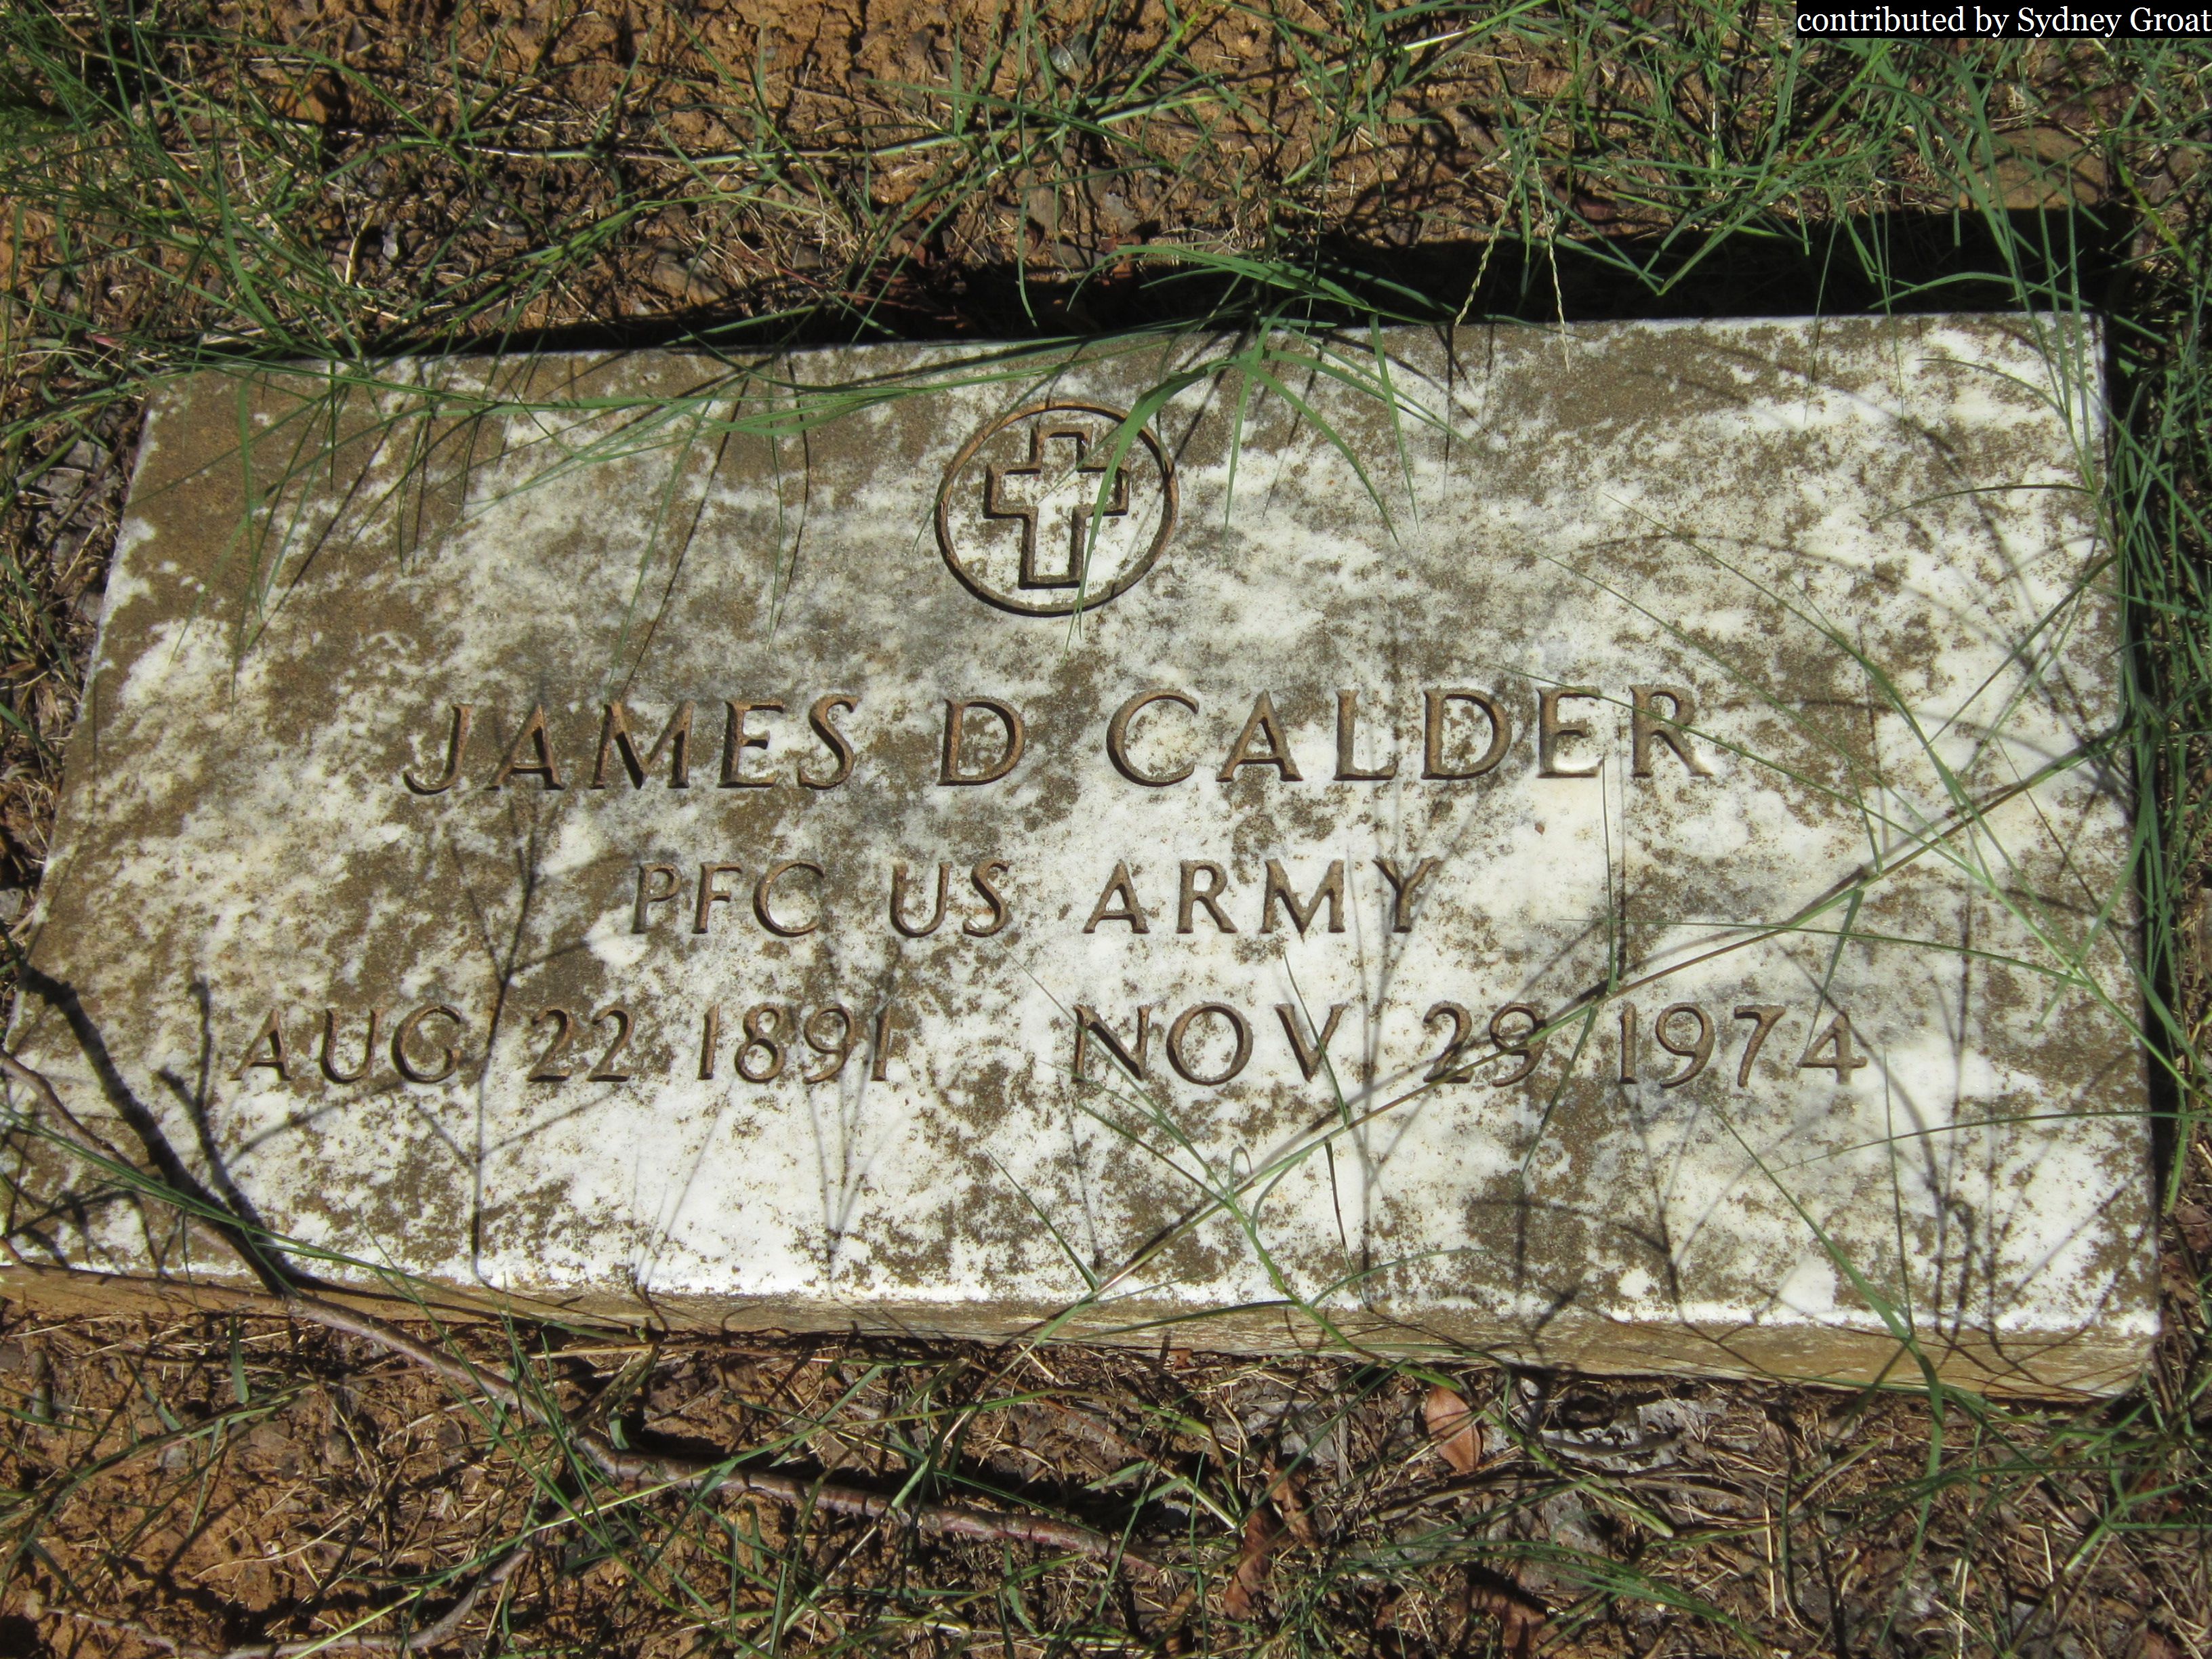 contributed by Sydney Groat
JAMES D CALDER
PFC US ARMY
AUG 22 1891 NOV 29 1974